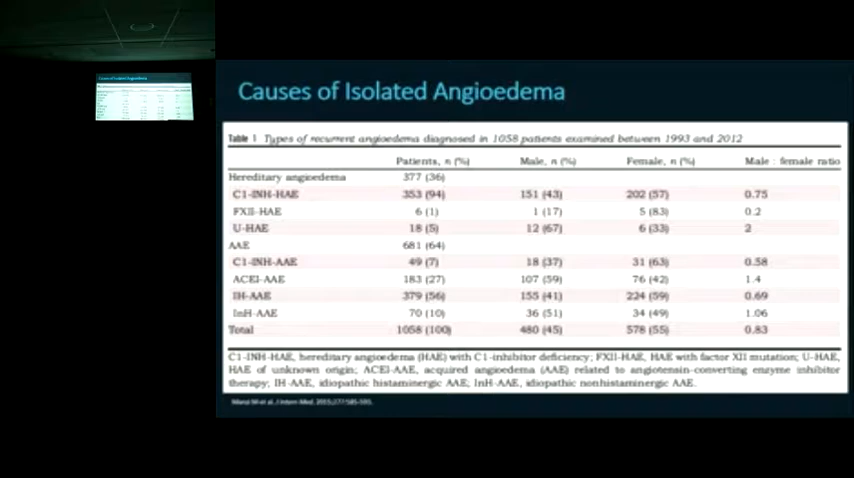 Causes of Isolated Angioedema
Table 1 Types of recurrent angioedema diagnosed in 1058 patients examined between 1993 and 2012
Patients, n (%) Male, n (%) Female, n (%) Male : female ratio
Hereditary angioedema 377 (36)
C1-INH-HAE 353 (94) 151 (43) 202 (57) 0.75
FXII-HAE 6 (1) 1 (17) 5 (83) 0.2
U-HAE 18 (5) 12 (67) 6 (33) 2
AAE 681 (64)
C1-INH-AAE 49 (7) 18 (37) 31 (63) 0.58
ACEI-AAE 183 (27) 107 (59) 76 (42) 1.4
IH-AAE 379 (56) 155 (41) 224 (59) 0.69
InH-AAE 70 (10) 36 (51) 34 (49) 1.06
Total 1058 (100) 480 (45) 578 (55) 0.83
C1-INH-HAE, hereditary angioedema (HAE) with C1-inhibitor deficiency; FXII-HAE, HAE with factor XII mutation; U-HAE,
HAE of unknown origin; ACEI-AAE, acquired angioedema (AAE) related to angiotensin-converting enzyme inhibitor
therapy; IH-AAE, idiopathic histaminergic AAE; InH-AAE, idiopathic nonhistaminergic AAE.
et al. J Intern Med. 2015;277:585-593.